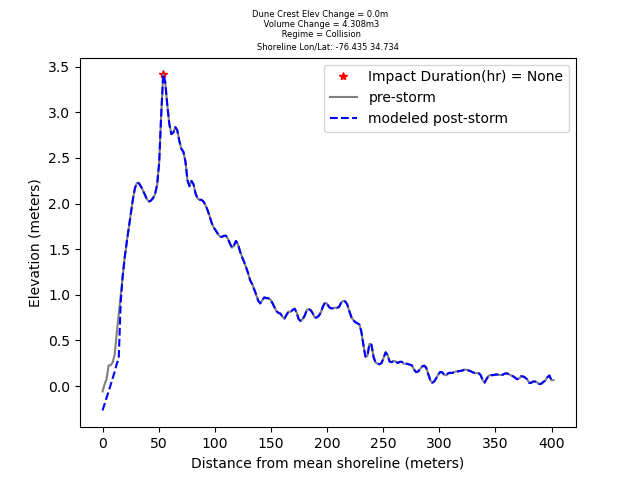 Dune Crest Elev Change = 0.0m
Volume Change = 4.308m3
Regime = Collision
Shoreline Lon/Lat: -76.435 34.734
Impact Duration(hr) = None
pre-storm
modeled post-storm
Elevation (meters)
3.5
3.0
2.5
2.0
1.5
1.0
0.5
0.0
0 50 100 150 200 250 300 350 400
Distance from mean shoreline (meters)